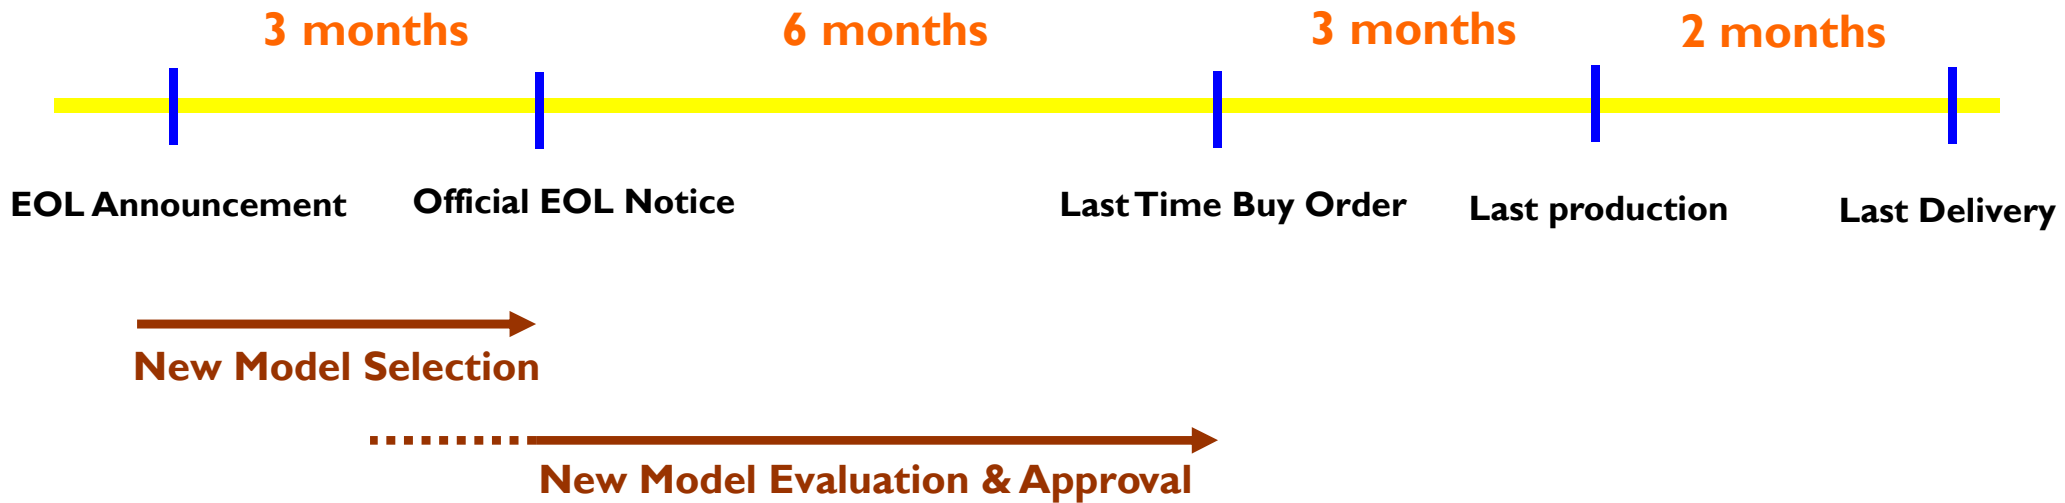 3 months
6 months
3 months
2 months
EOL Announcement
Official EOL Notice
Last Time Buy Order
Last production
Last Delivery
New Model Selection
New Model Evaluation & Approval